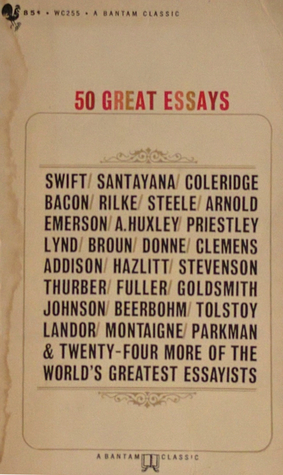 85¢ • WC255 • A BANTAM CLASSIC
50 GREAT ESSAYS
SWIFT/ SANTAYANA/ COLERIDGE
BACON/ RILKE/ STEELE/ ARNOLD
EMERSON/ A.HUXLEY/ PRIESTLEY
LYND/ BROUN/ DONNE/ CLEMENS
ADDISON/ HAZLITT/ STEVENSON
THURBER/ FULLER/ GOLDSMITH
JOHNSON/ BEERBOHM/ TOLSTOY
LANDOR/ MONTAIGNE/ PARKMAN
& TWENTY-FOUR MORE OF THE
WORLD'S GREATEST ESSAYISTS
A BANTAM CLASSIC